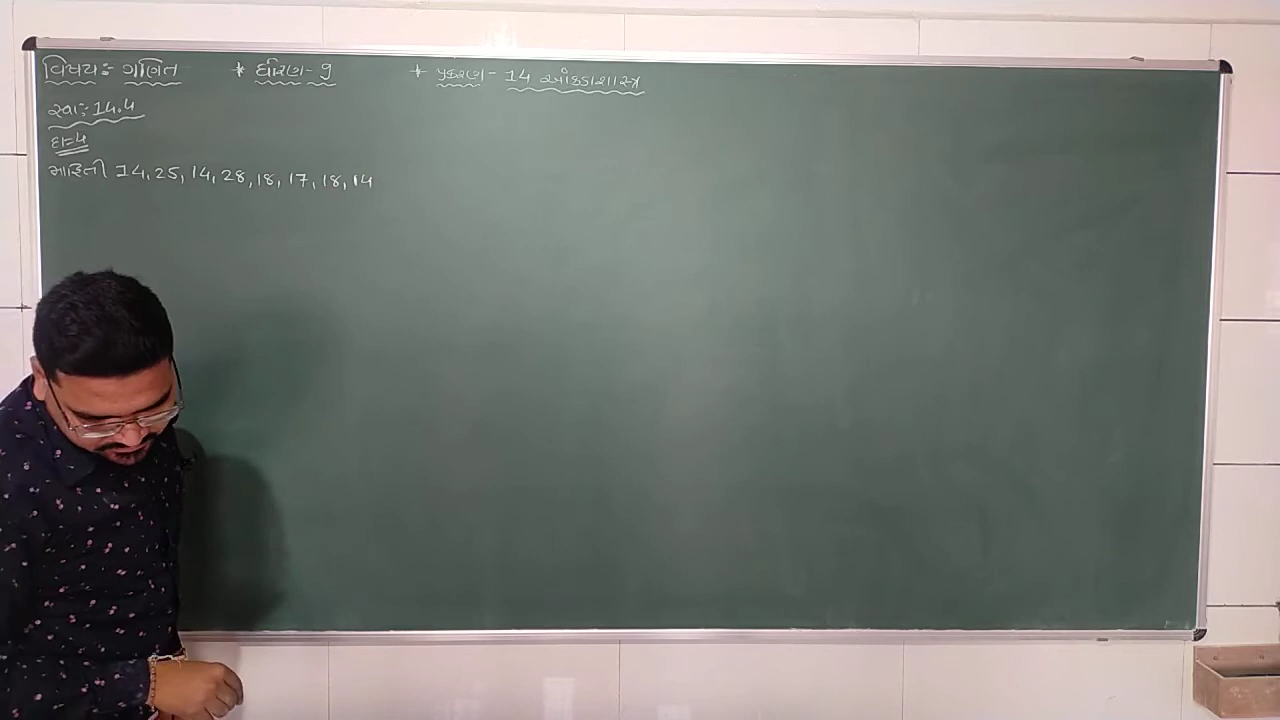 વિષય:- ગણિત * ધોરણ- 9 * પ્રકરણ- 14 આંકડાશાસ્ત્ર
સ્વા:- 14.4
દા=4
માહિતી 14, 25, 14, 28, 18, 17, 18, 14